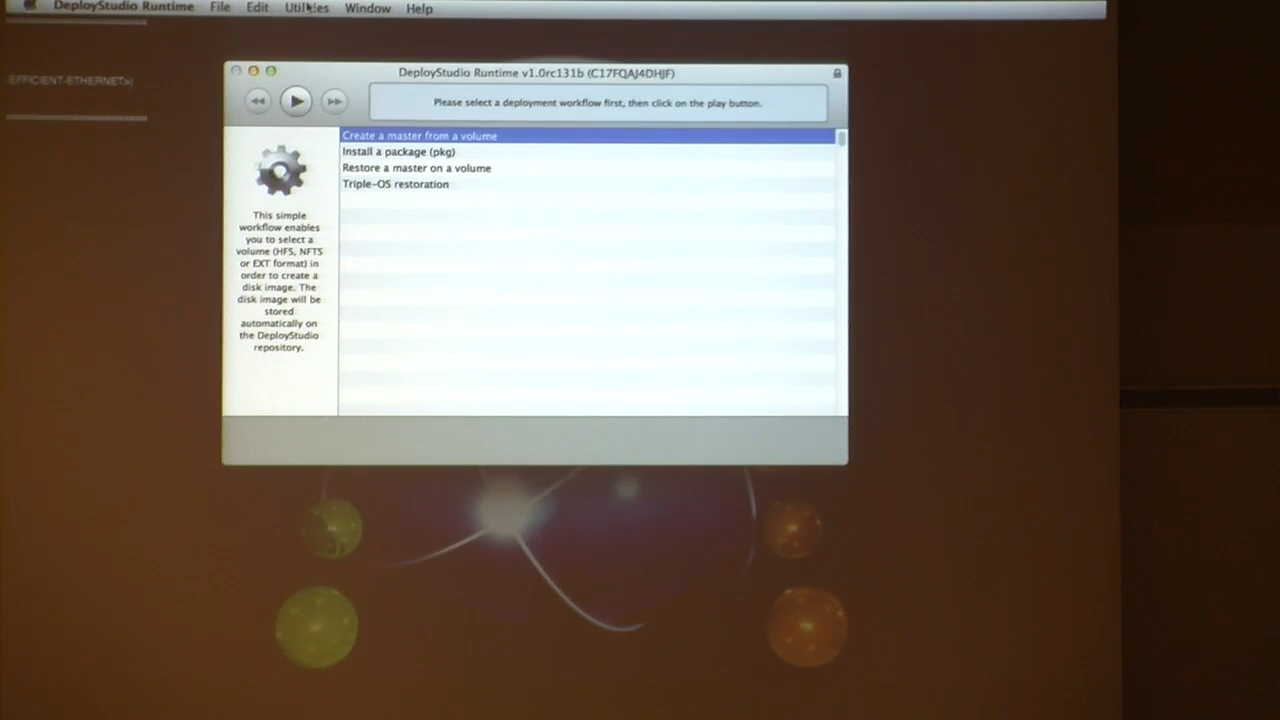 DeployStudio Runtime File Edit Utilities Window Help
-EFFICIENT-ETHERNET>)
DeployStudio Runtime v1.0rc131b (C17FQAJ4DHJF)
Please select a deployment workflow first, then click on the play button.
Create a master from a volume
Install a package (pkg)
Restore a master on a volume
Triple-OS restoration
This simple
workflow enables
you to select a
volume (HFS, NFTS
or EXT format) in
order to create a
disk image. The
disk image will be
stored
automatically on
the DeployStudio
repository.